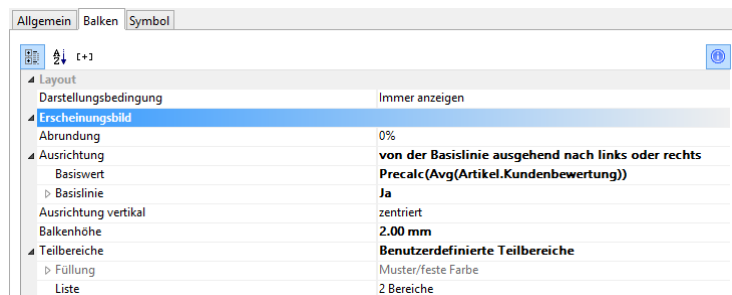 Allgemein Balken Symbol
[+]
Layout
Darstellungsbedingung Immer anzeigen
Erscheinungsbild
Abrundung 0%
Ausrichtung von der Basislinie ausgehend nach links oder rechts
Basiswert Precalc(Avg(Artikel.Kundenbewertung))
Basislinie Ja
Ausrichtung vertikal zentriert
Balkenhöhe 2.00 mm
Teilbereiche Benutzerdefinierte Teilbereiche
Füllung Muster/feste Farbe
Liste 2 Bereiche